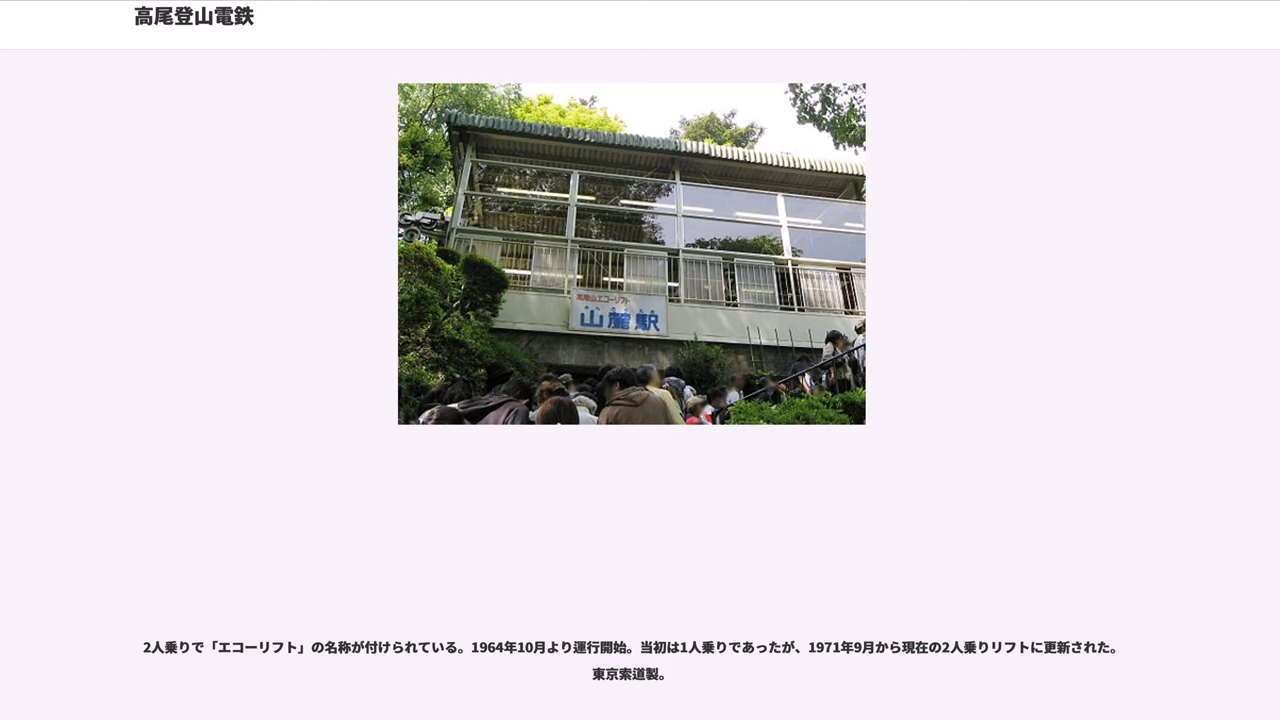 高尾登山電鉄
高尾山エコーリフト
山麓駅
2人乗りで「エコーリフト」の名称が付けられている。1964年10月より運行開始。当初は1人乗りであったが、1971年9月から現在の2人乗りリフトに更新された。
東京索道製。